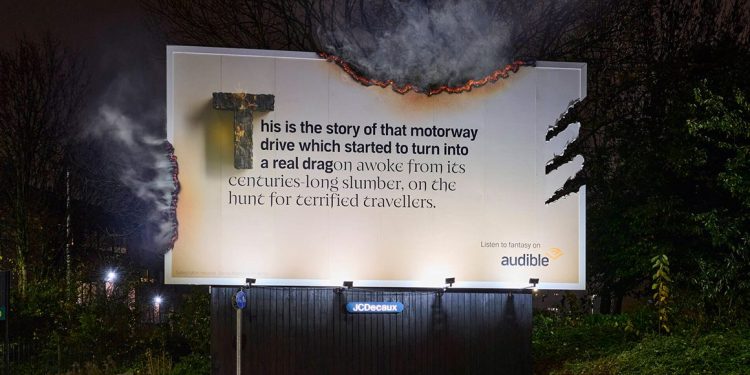 This is the story of that motorway
drive which started to turn into
a real dragon awoke from its
centuries-long slumber, on the
hunt for terrified travellers.
Listen to fantasy on
audible
JCDecaux